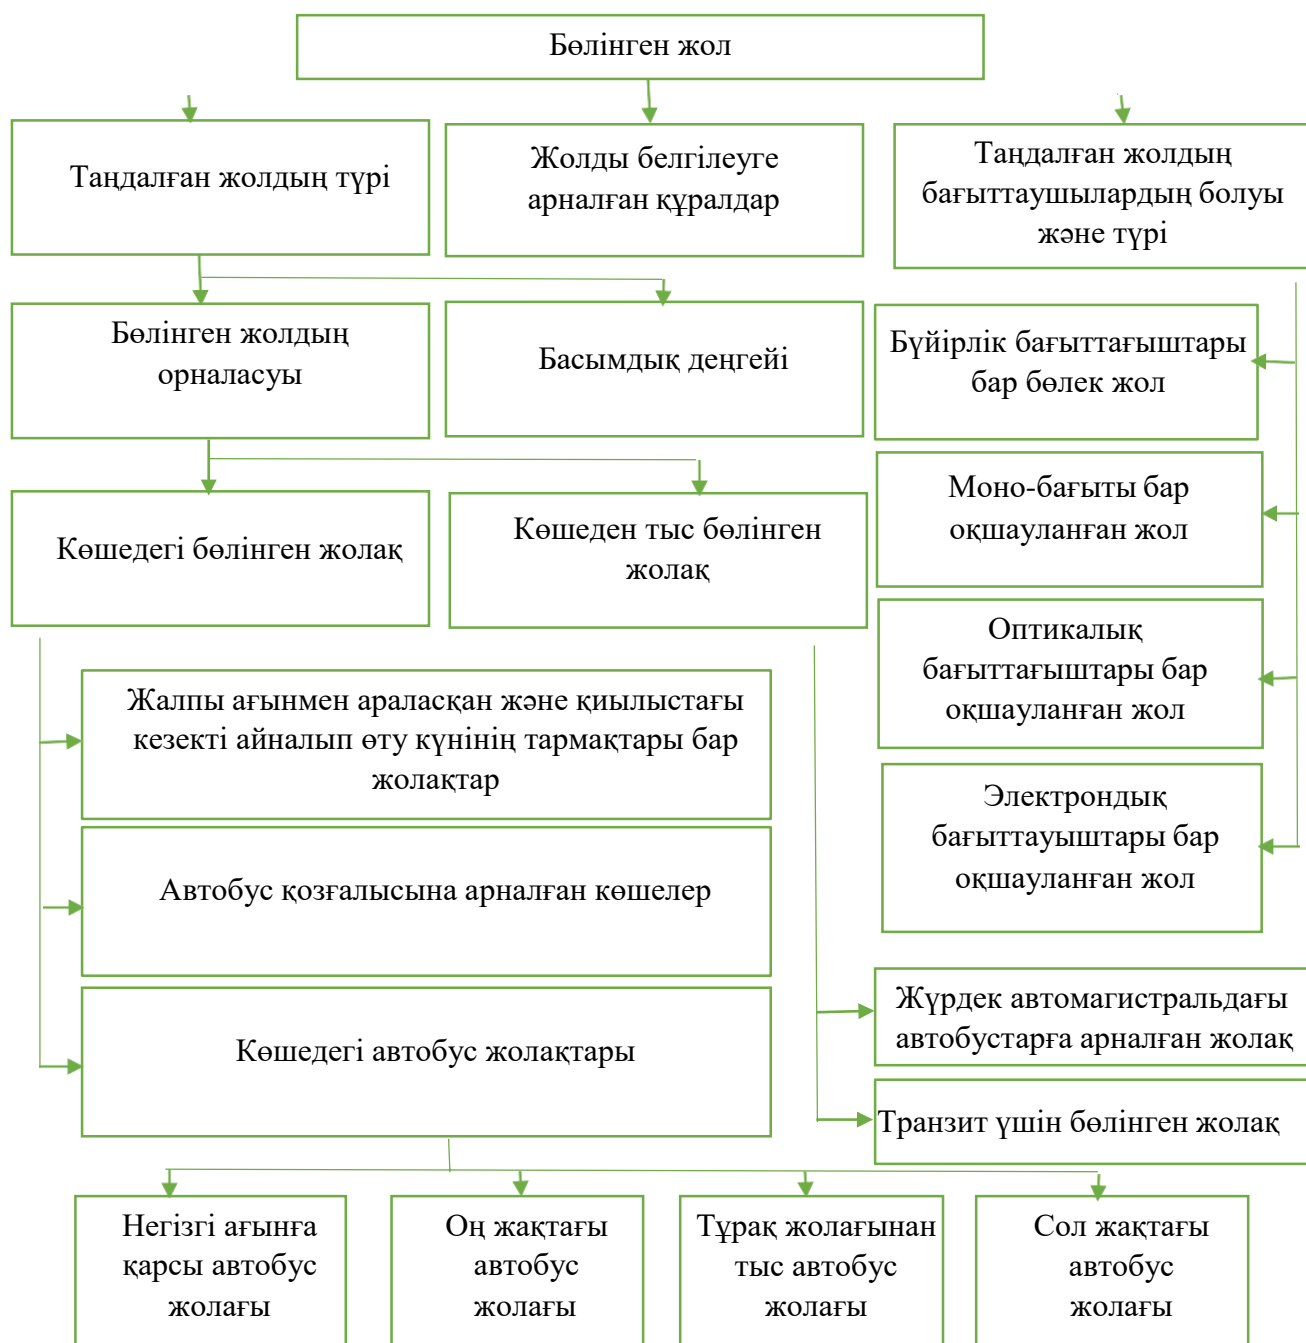 Бөлінген жол
Таңдалған жолдың түрі
Жолды белгілеуге
арналған құралдар
Таңдалған жолдың
бағыттаушылардың болуы
және түрі
Бөлінген жолдың
орналасуы
Басымдық деңгейі
Бүйірлік бағыттағыштары
бар бөлек жол
Көшедегі бөлінген жолақ
Көшеден тыс бөлінген
жолақ
Моно-бағыты бар
оқшауланған жол
Оптикалық
бағыттағыштары бар
оқшауланған жол
Электрондық
бағыттауыштары бар
оқшауланған жол
Жалпы ағынмен араласқан және қиылыстағы
кезекті айналып өту күнінің тармақтары бар
жолақтар
Автобус қозғалысына арналған көшелер
Көшедегі автобус жолақтары
Жүрдек автомагистральдағы
автобустарға арналған жолақ
Транзит үшін бөлінген жолақ
Негізгі ағынға
қарсы автобус
жолағы
Оң жақтағы
автобус
жолағы
Тұрақ жолағынан
тыс автобус
жолағы
Сол жақтағы
автобус
жолағы